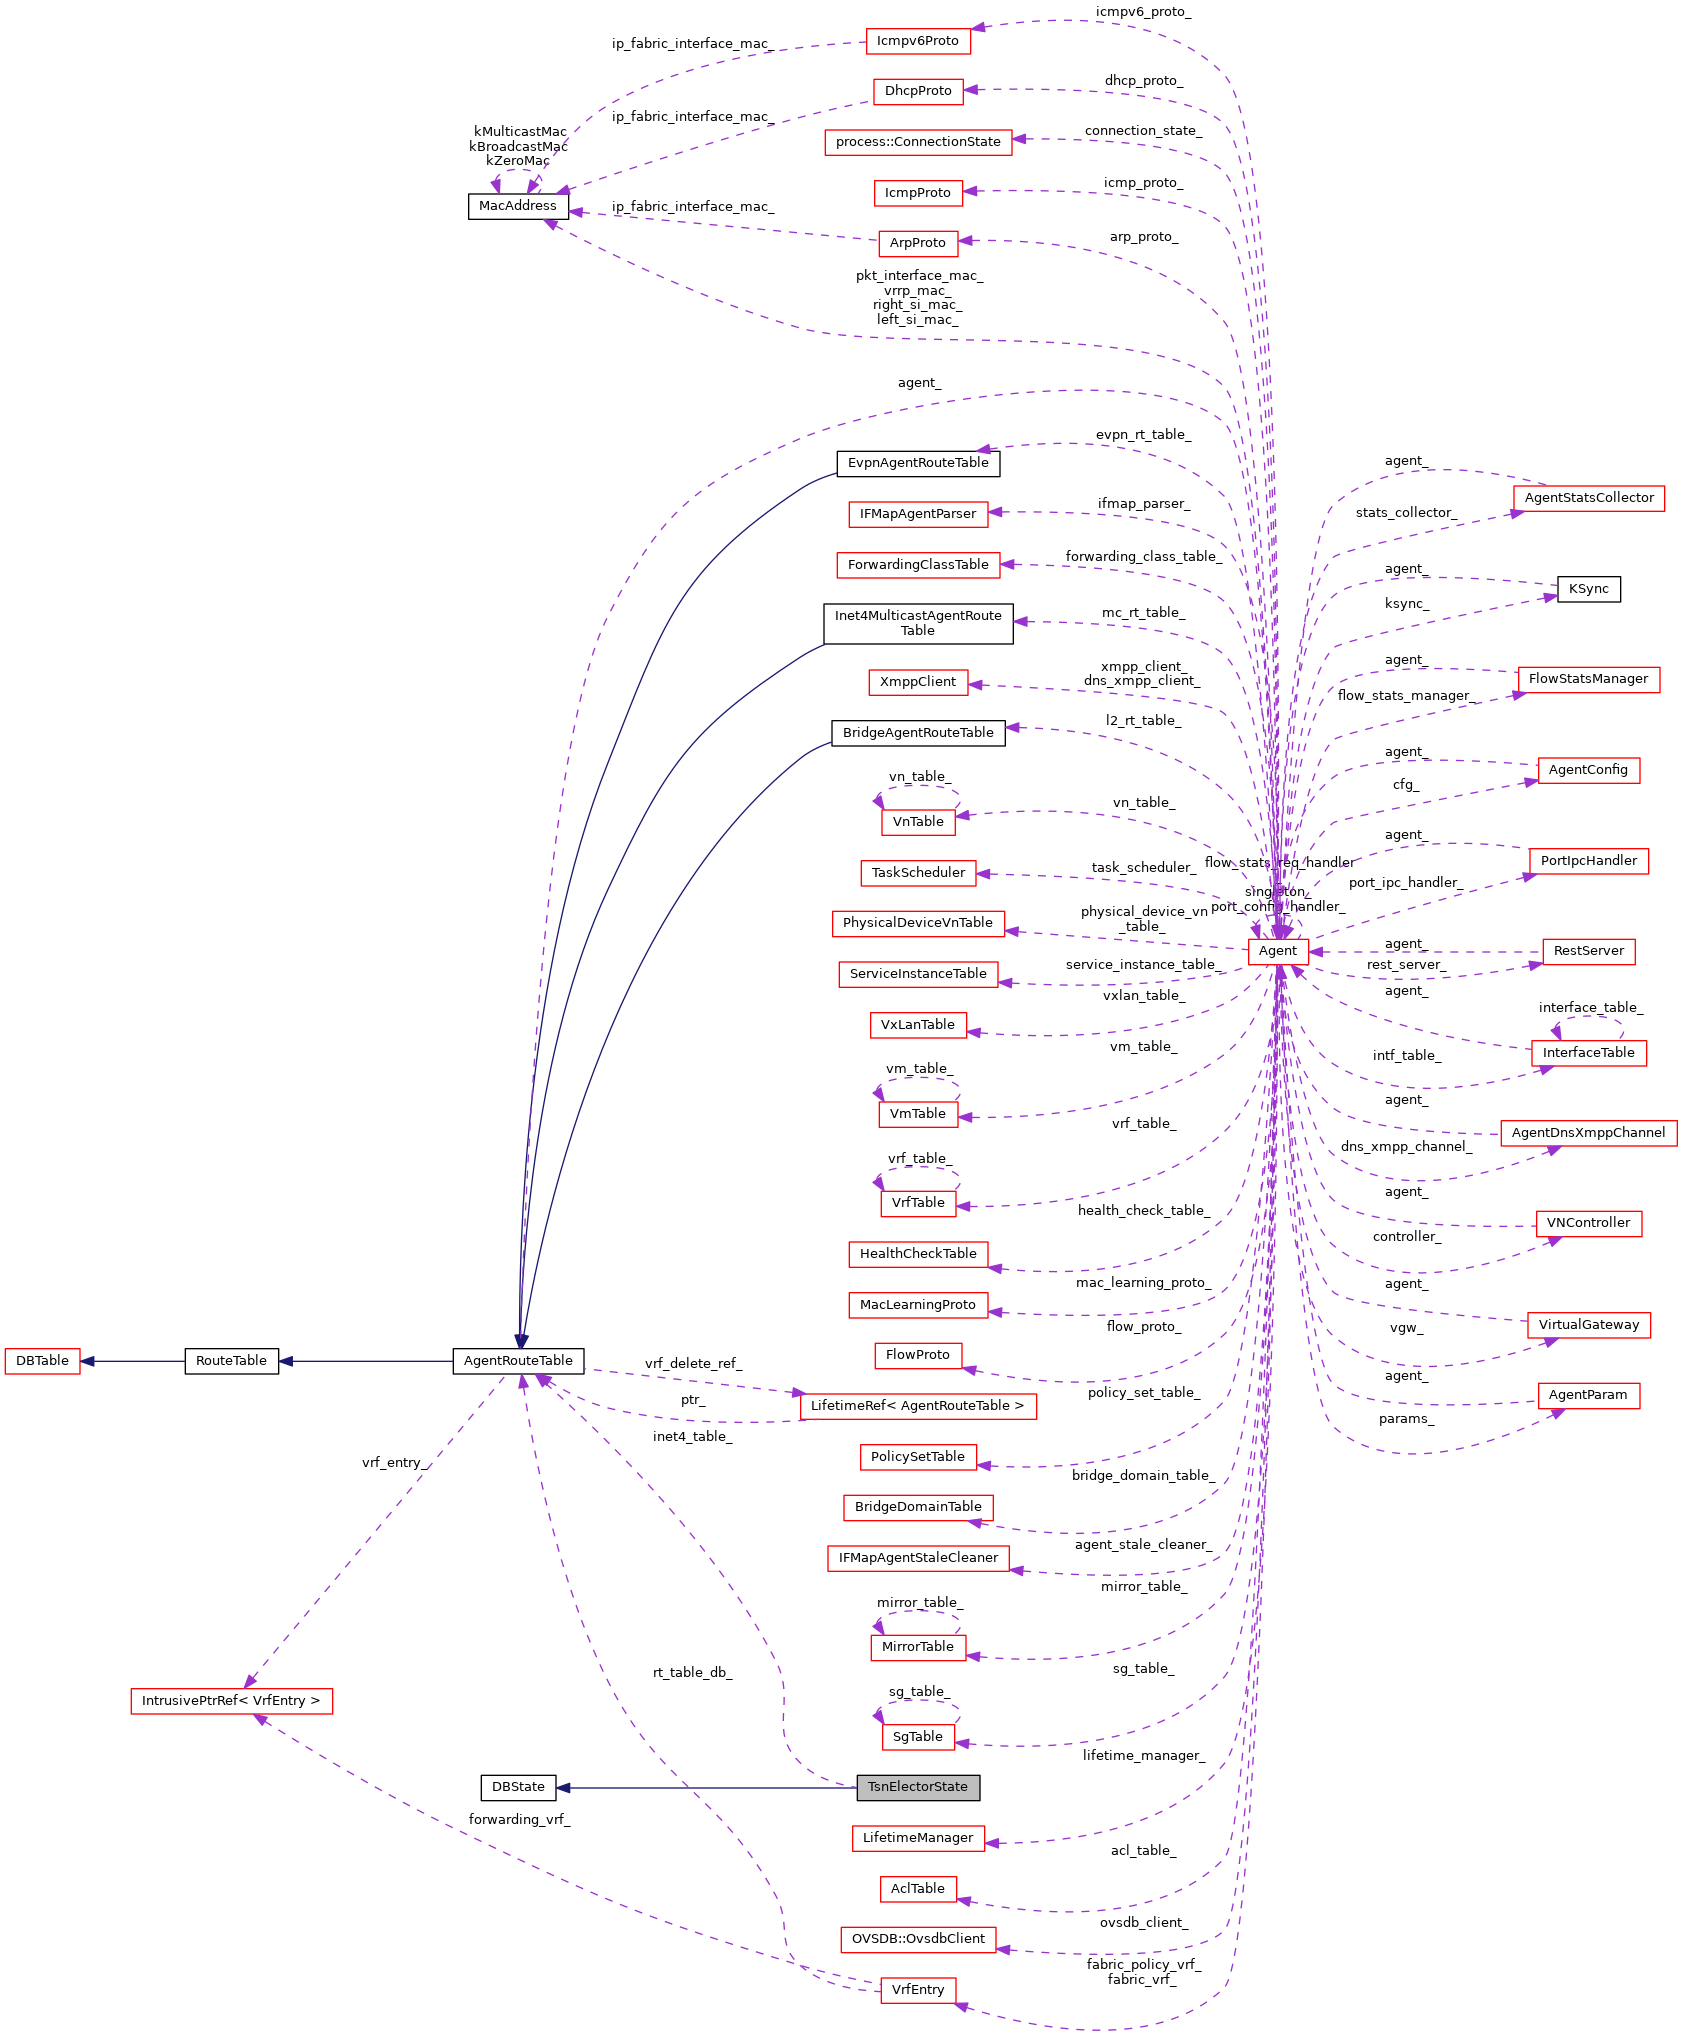 icmpv6_proto_
Icmpv6Proto
ip_fabric_interface_mac_
dhcp_proto_
DhcpProto
ip_fabric_interface_mac_
kMulticastMac
kBroadcastMac
kZeroMac
connection_state_
process::ConnectionState
icmp_proto_
IcmpProto
MacAddress
ip_fabric_interface_mac_
arp_proto_
ArpProto
pkt_interface_mac_
vrrp_mac_
right_si_mac_
left_si_mac_
agent_
evpn_rt_table_
EvpnAgentRouteTable
agent_
AgentStatsCollector
ifmap_parser_
IFMapAgentParser
stats_collector_
forwarding_class_table_
ForwardingClassTable
agent_
KSync
ksync_
mc_rt_table_
Inet4MulticastAgentRoute
Table
xmpp_client_
dns_xmpp_client_
XmppClient
agent_
FlowStatsManager
flow_stats_manager_
l2_rt_table_
BridgeAgentRouteTable
agent_
AgentConfig
cfg_
vn_table_
VnTable
vn_table_
agent_
PortIpcHandler
port_ipc_handler_
task_scheduler_
TaskScheduler
flow_stats_req_handler
_
singleton_
port_config_handler_
physical_device_vn
_table_
PhysicalDeviceVnTable
Agent
agent_
RestServer
rest_server_
service_instance_table_
ServiceInstanceTable
agent_
interface_table_
InterfaceTable
intf_table_
vxlan_table_
VxLanTable
vm_table_
vm_table_
VmTable
agent_
AgentDnsXmppChannel
dns_xmpp_channel_
vrf_table_
vrf_table_
VrfTable
agent_
VNController
controller_
health_check_table_
HealthCheckTable
mac_learning_proto_
MacLearningProto
agent_
VirtualGateway
vgw_
flow_proto_
FlowProto
agent_
AgentParam
params_
DBTable
RouteTable
AgentRouteTable
vrf_delete_ref_
ptr_
LifetimeRef< AgentRouteTable >
inet4_table_
policy_set_table_
PolicySetTable
vrf_entry_
bridge_domain_table_
BridgeDomainTable
agent_stale_cleaner_
IFMapAgentStaleCleaner
mirror_table_
mirror_table_
MirrorTable
rt_table_db_
IntrusivePtrRef< VrfEntry >
sg_table_
sg_table_
SgTable
lifetime_manager_
DBState
TsnElectorState
forwarding_vrf_
LifetimeManager
acl_table_
AclTable
ovsdb_client_
OVSDB::OvsdbClient
fabric_policy_vrf_
fabric_vrf_
VrfEntry